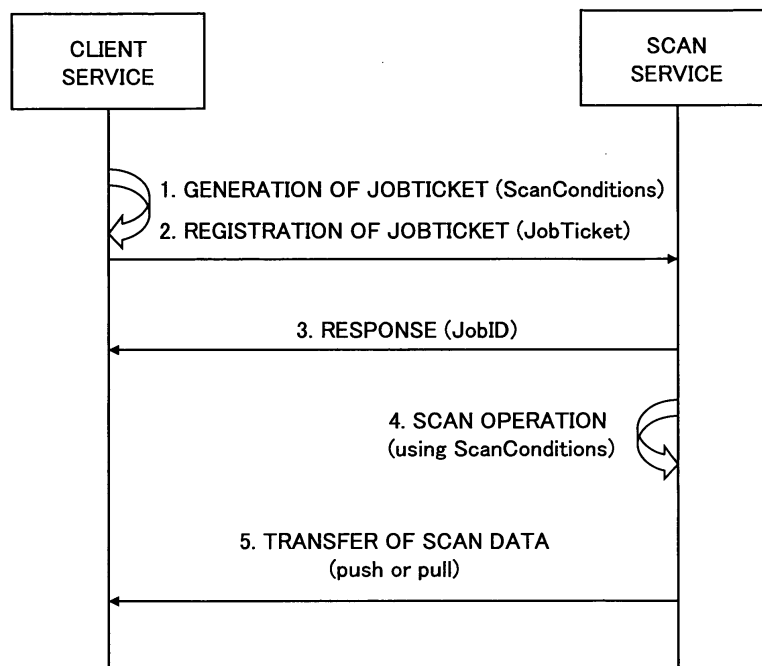 CLIENT
SERVICE
SCAN
SERVICE
1. GENERATION OF JOBTICKET (ScanConditions)
2. REGISTRATION OF JOBTICKET (JobTicket)
3. RESPONSE (JobID)
4. SCAN OPERATION
(using ScanConditions)
5. TRANSFER OF SCAN DATA
(push or pull)